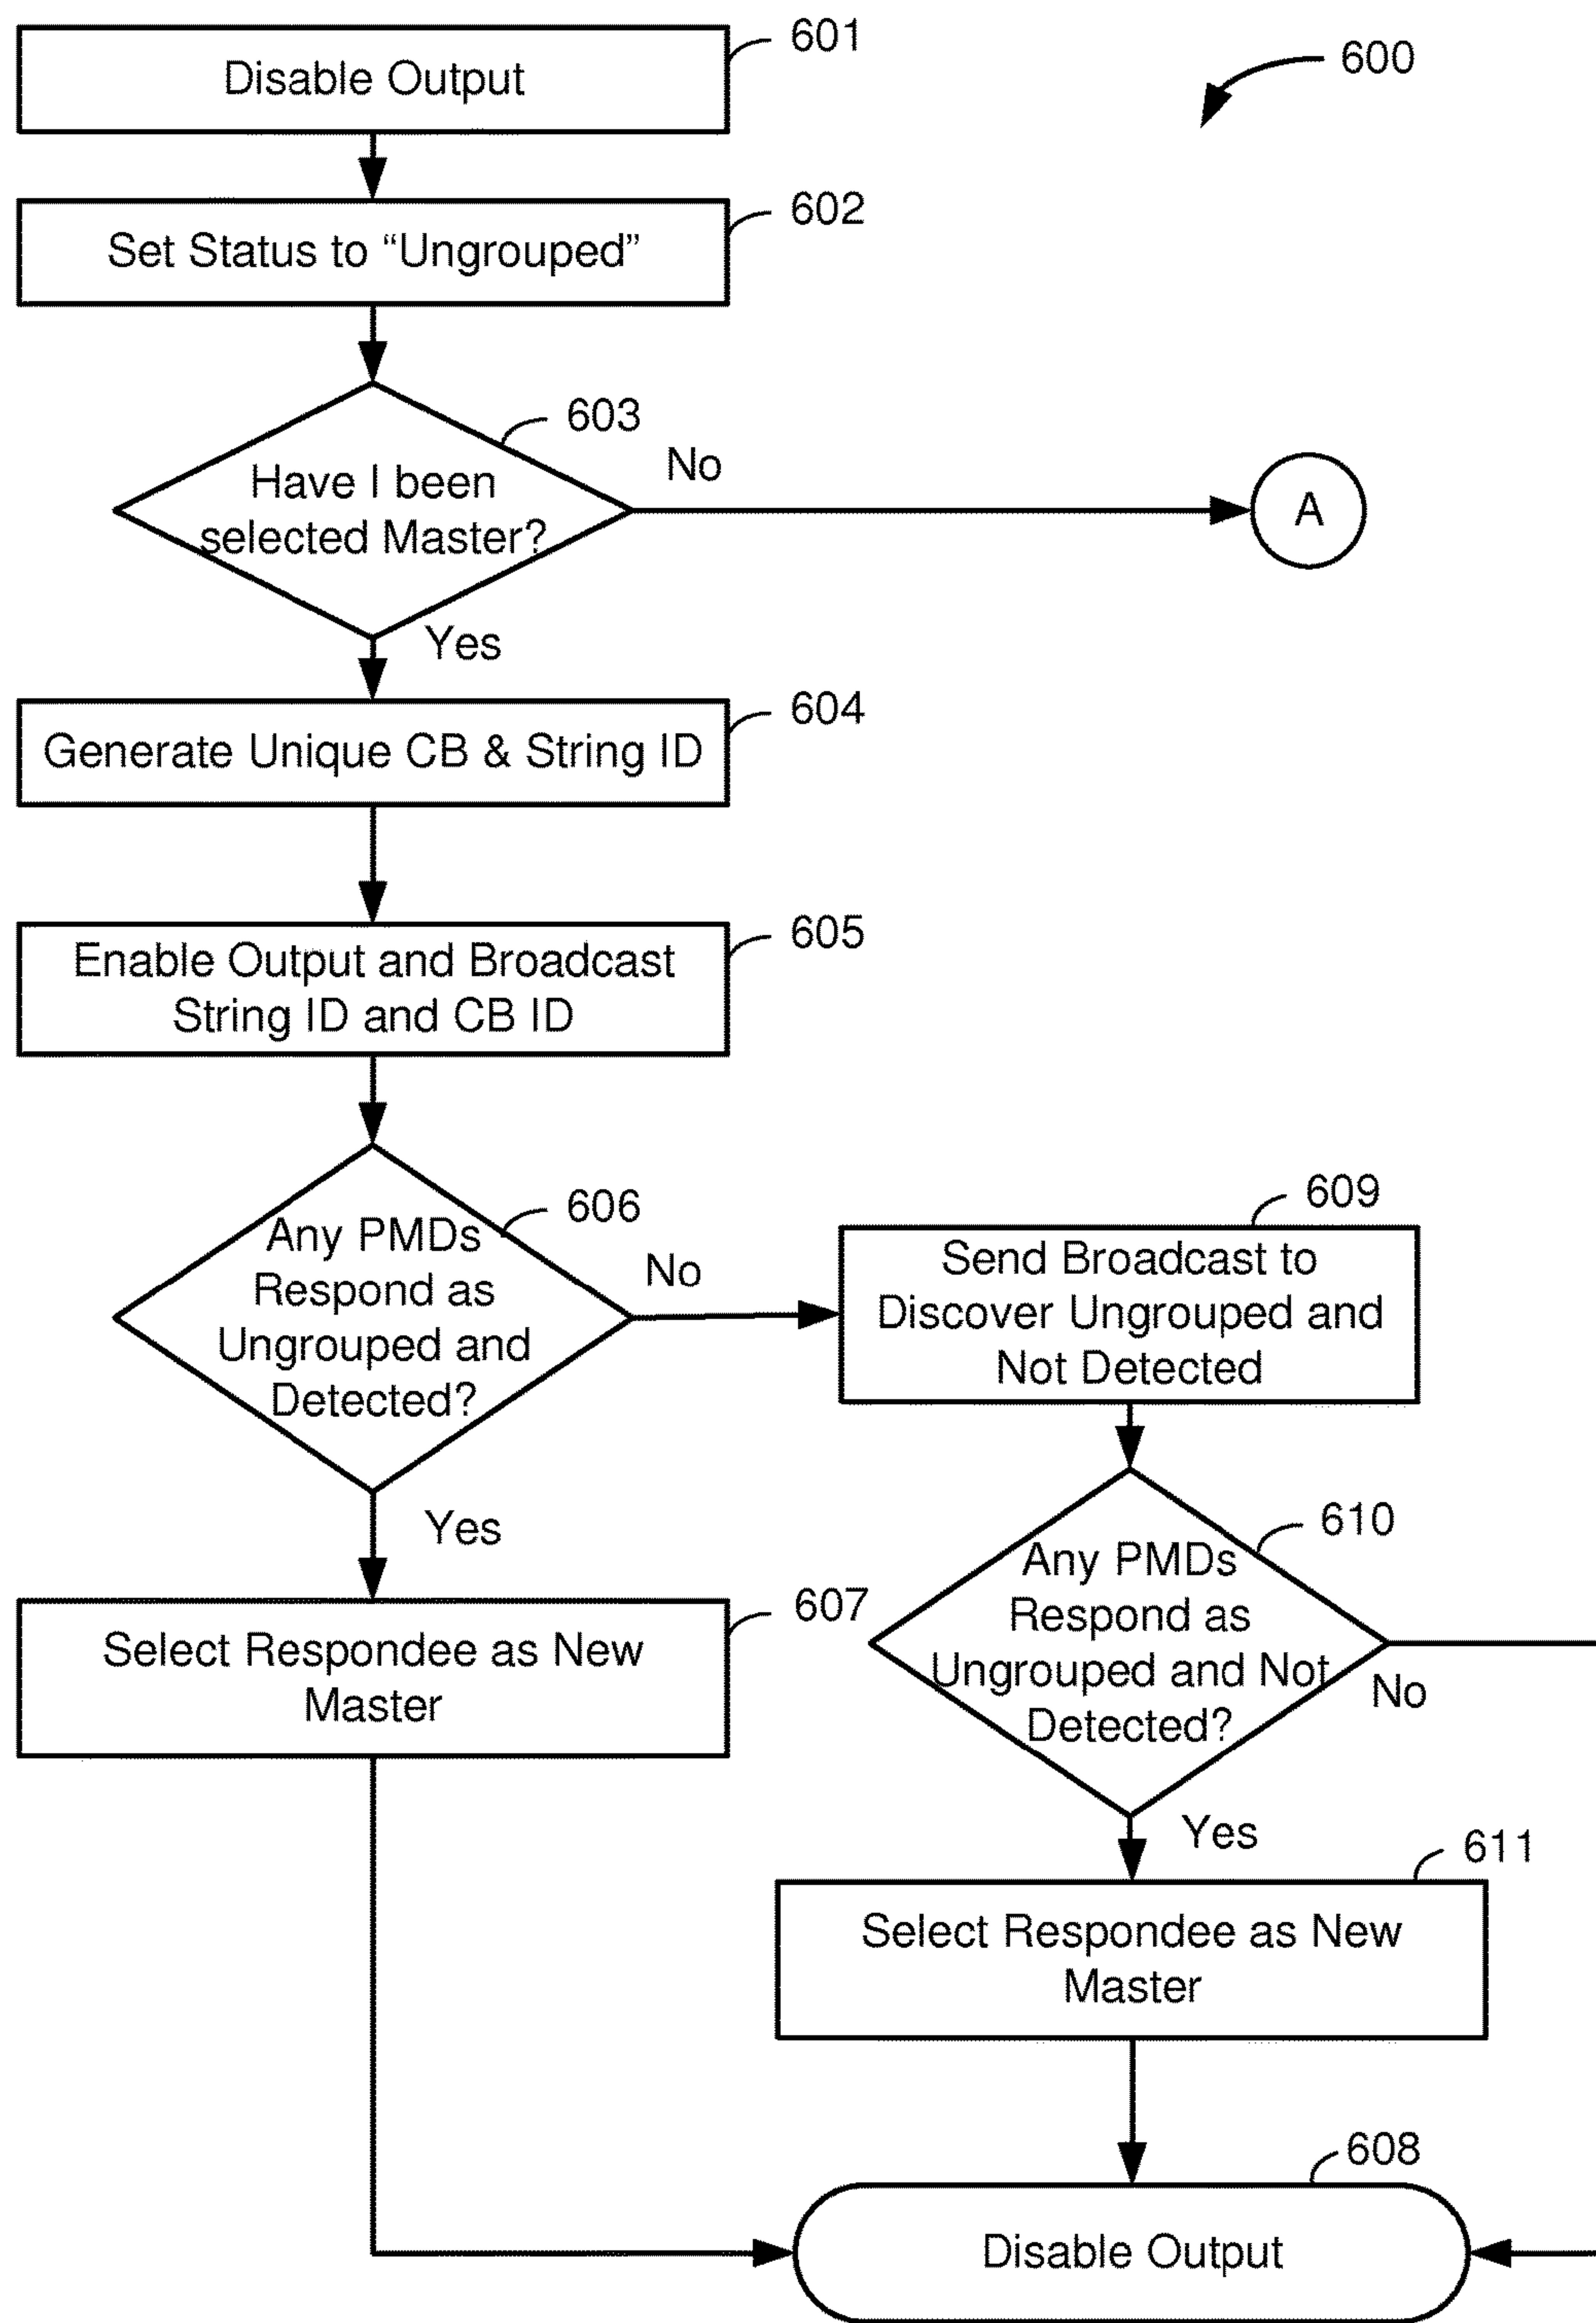 601
600
Disable Output
602
Set Status to “Ungrouped”
603
No
Have I been
selected Master?
A
Yes
604
Generate Unique CB & String ID
605
Enable Output and Broadcast
String ID and CB ID
606
Any PMDs
Respond as
Ungrouped and
Detected?
No
609
Send Broadcast to
Discover Ungrouped and
Not Detected
Yes
610
Any PMDs
Respond as
Ungrouped and Not
Detected?
No
607
Select Respondee as New
Master
Yes
611
Select Respondee as New
Master
608
Disable Output